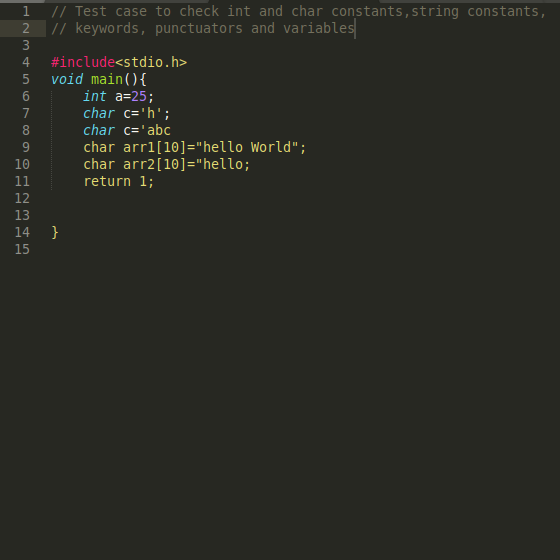 1 // Test case to check int and char constants,string constants,
2 // keywords, punctuators and variables
3
4 #include<stdio.h>
5 void main(){
6     int a=25;
7     char c='h';
8     char c='abc
9     char arr1[10]="hello World";
10     char arr2[10]="hello;
11     return 1;
12
13
14 }
15